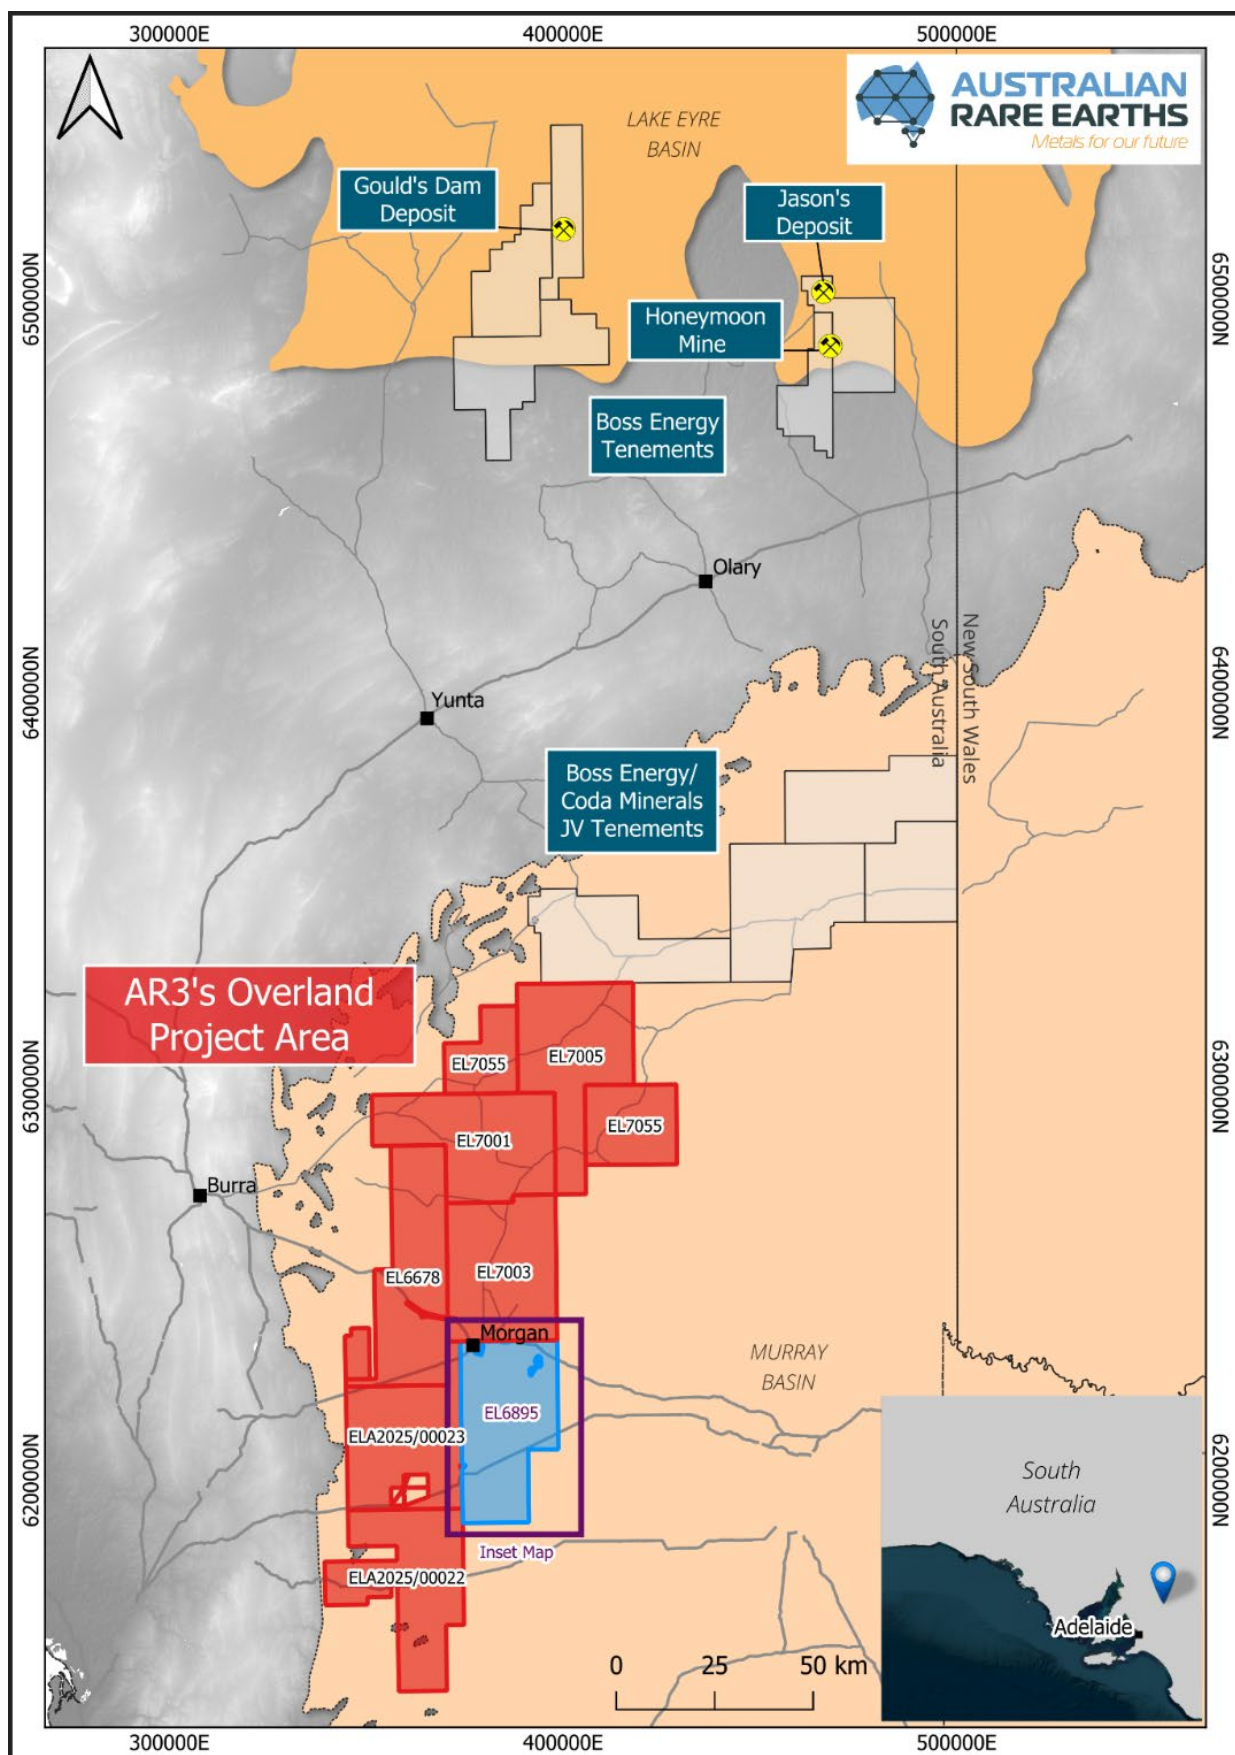 300000E
400000E
500000E
AUSTRALIAN
RARE EARTHS
Metals for our future
LAKE EYRE
BASIN
Gould's Dam
Deposit
Jason's
Deposit
6500000N
6500000N
Honeymoon
Mine
Boss Energy
Tenements
Olary
New South Wales
South Australia
6400000N
6400000N
Yunta
Boss Energy/
Coda Minerals
JV Tenements
AR3's Overland
Project Area
EL7055
EL7005
6300000N
6300000N
EL7055
EL7001
Burra
EL6678
EL7003
Morgan
MURRAY
BASIN
EL6895
ELA2025/00023
6200000N
6200000N
South
Australia
Inset Map
ELA2025/00022
Adelaide
0
25
50 km
300000E
400000E
500000E